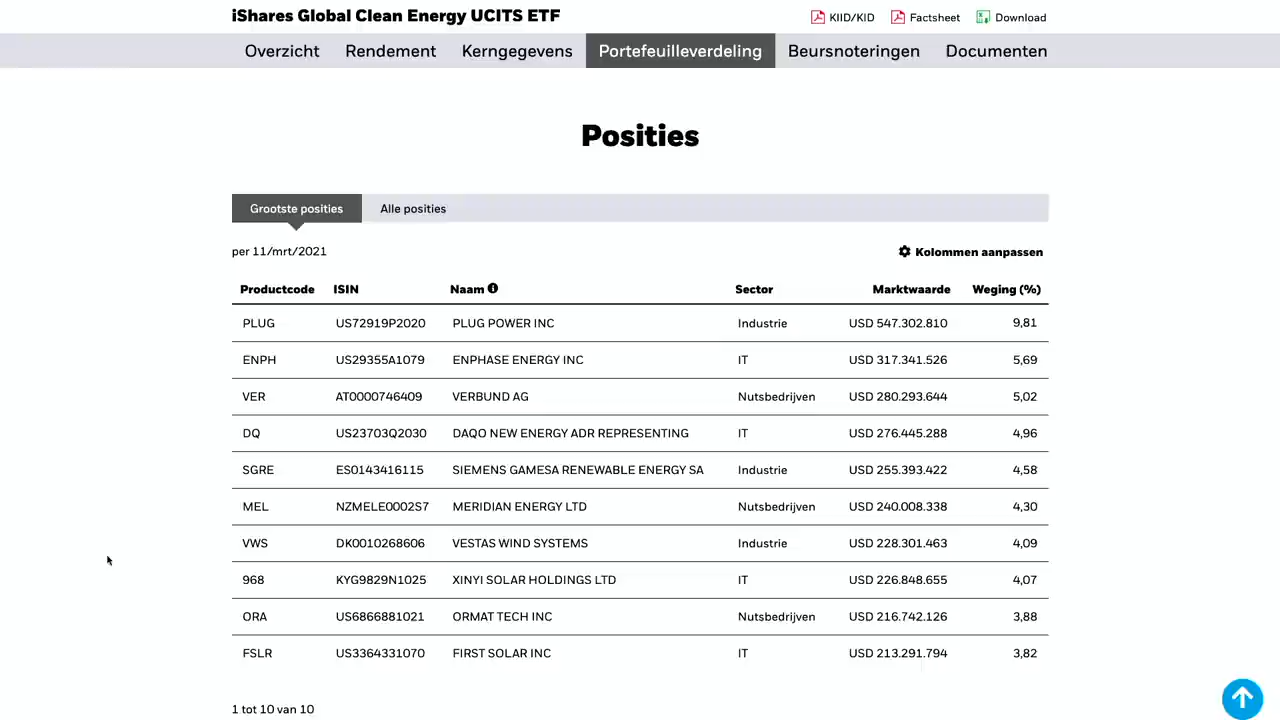 iShares Global Clean Energy UCITS ETF KIID/KID Factsheet Download
Overzicht Rendement Kerngegevens Portefeuilleverdeling Beursnoteringen Documenten
Posities
Grootste posities Alle posities
per 11/mrt/2021 Kolommen aanpassen
Productcode ISIN Naam Sector Marktwaarde Weging (%)
PLUG US72919P2020 PLUG POWER INC Industrie USD 547.302.810 9,81
ENPH US29355A1079 ENPHASE ENERGY INC IT USD 317.341.526 5,69
VER AT0000746409 VERBUND AG Nutsbedrijven USD 280.293.644 5,02
DQ US23703Q2030 DAQO NEW ENERGY ADR REPRESENTING IT USD 276.445.288 4,96
SGRE ES0143416115 SIEMENS GAMESA RENEWABLE ENERGY SA Industrie USD 255.393.422 4,58
MEL NZMELE0002S7 MERIDIAN ENERGY LTD Nutsbedrijven USD 240.008.338 4,30
VWS DK0010268606 VESTAS WIND SYSTEMS Industrie USD 228.301.463 4,09
968 KYG9829N1025 XINYI SOLAR HOLDINGS LTD IT USD 226.848.655 4,07
ORA US6866881021 ORMAT TECH INC Nutsbedrijven USD 216.742.126 3,88
FSLR US3364331070 FIRST SOLAR INC IT USD 213.291.794 3,82
1 tot 10 van 10